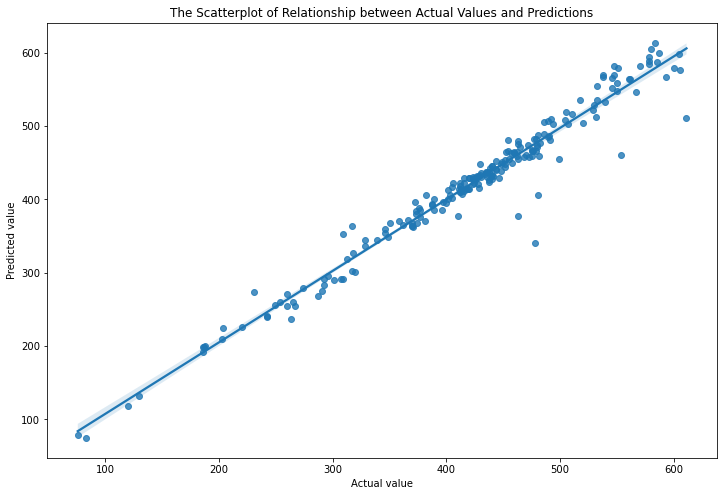 The Scatterplot of Relationship between Actual Values and Predictions
600
500
400
300
200
100
Predicted value
100 200 300 400 500 600
Actual value